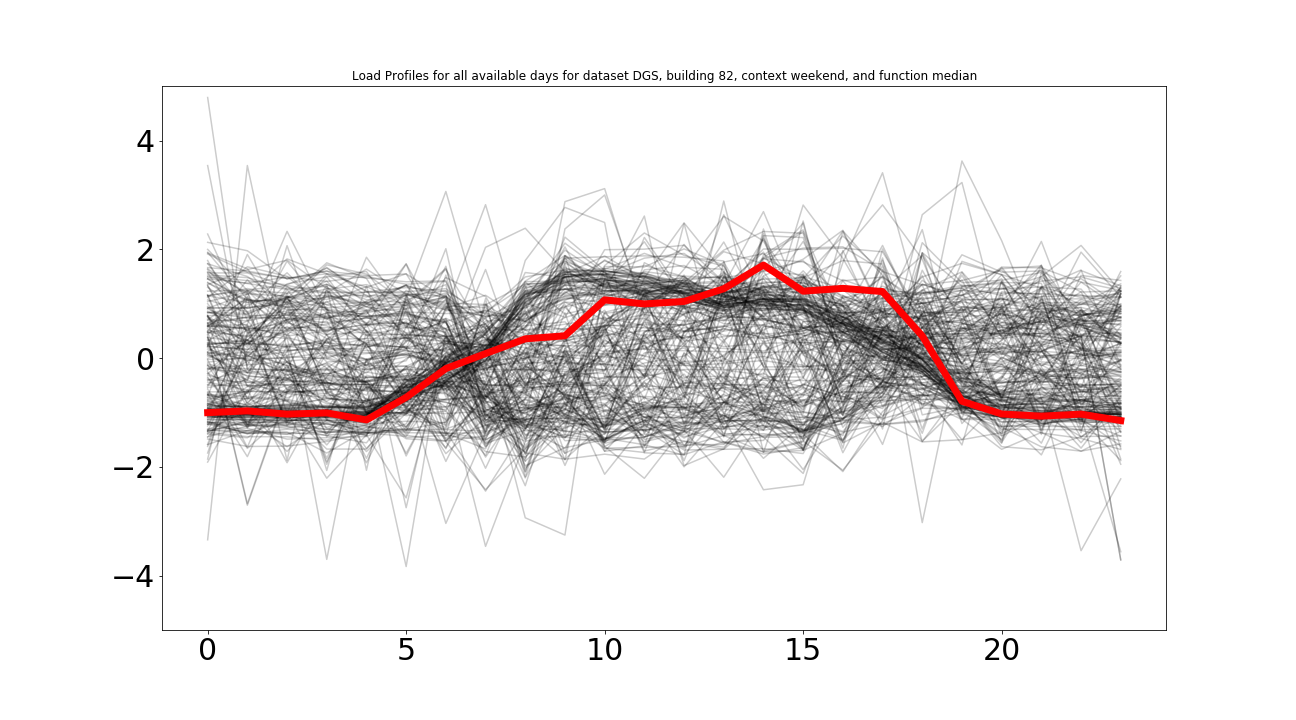 Load Profiles for all available days for dataset DGS, building 82, context weekend, and function median
4
2
0
−2
−4
0 5 10 15 20